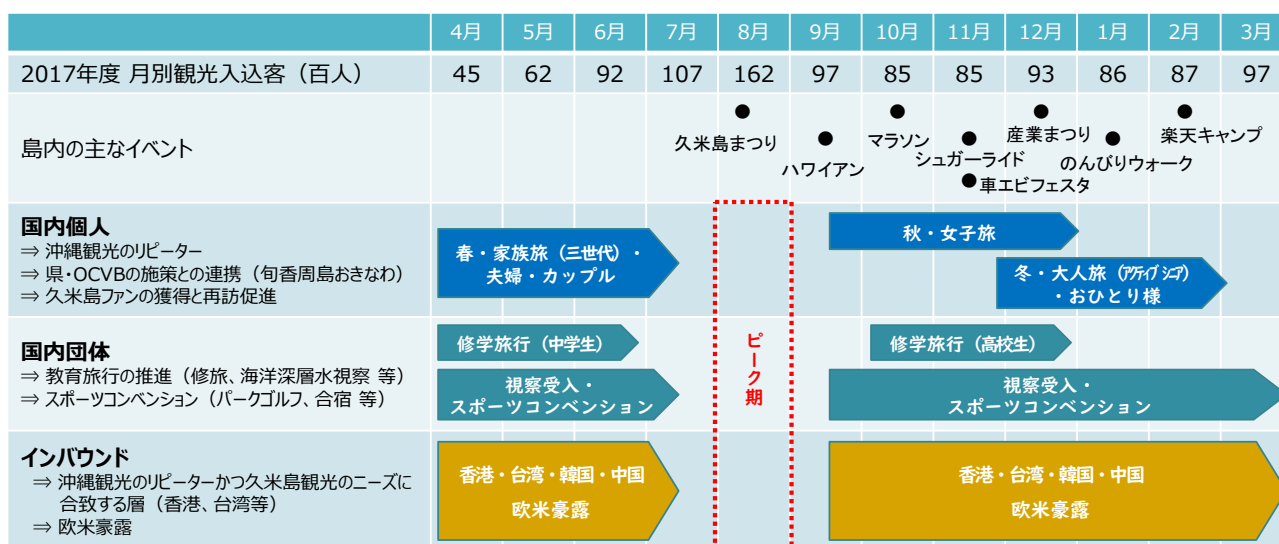 4月 5月 6月 7月 8月 9月 10月 11月 12月 1月 2月 3月
2017年度 月別観光入込客（百人） 45 62 92 107 162 97 85 85 93 86 87 97
島内の主なイベント
久米島まつり
ハワイアン
マラソン
シュガーライド
車エビフェスタ
産業まつり
のんびりウォーク
楽天キャンプ
国内個人
⇒ 沖縄観光のリピーター
⇒ 県・OCVBの施策との連携（旬香周島おきなわ）
⇒ 久米島ファンの獲得と再訪促進
春・家族旅（三世代）・
夫婦・カップル
秋・女子旅
冬・大人旅（ｱｸﾃｨﾌﾞｼﾆｱ）
・おひとり様
ピーク期
国内団体
⇒ 教育旅行の推進（修旅、海洋深層水視察 等）
⇒ スポーツコンベンション（パークゴルフ、合宿 等）
修学旅行（中学生）
視察受入・
スポーツコンベンション
修学旅行（高校生）
視察受入・
スポーツコンベンション
インバウンド
⇒ 沖縄観光のリピーターかつ久米島観光のニーズに
合致する層（香港、台湾等）
⇒ 欧米豪露
香港・台湾・韓国・中国
欧米豪露
香港・台湾・韓国・中国
欧米豪露